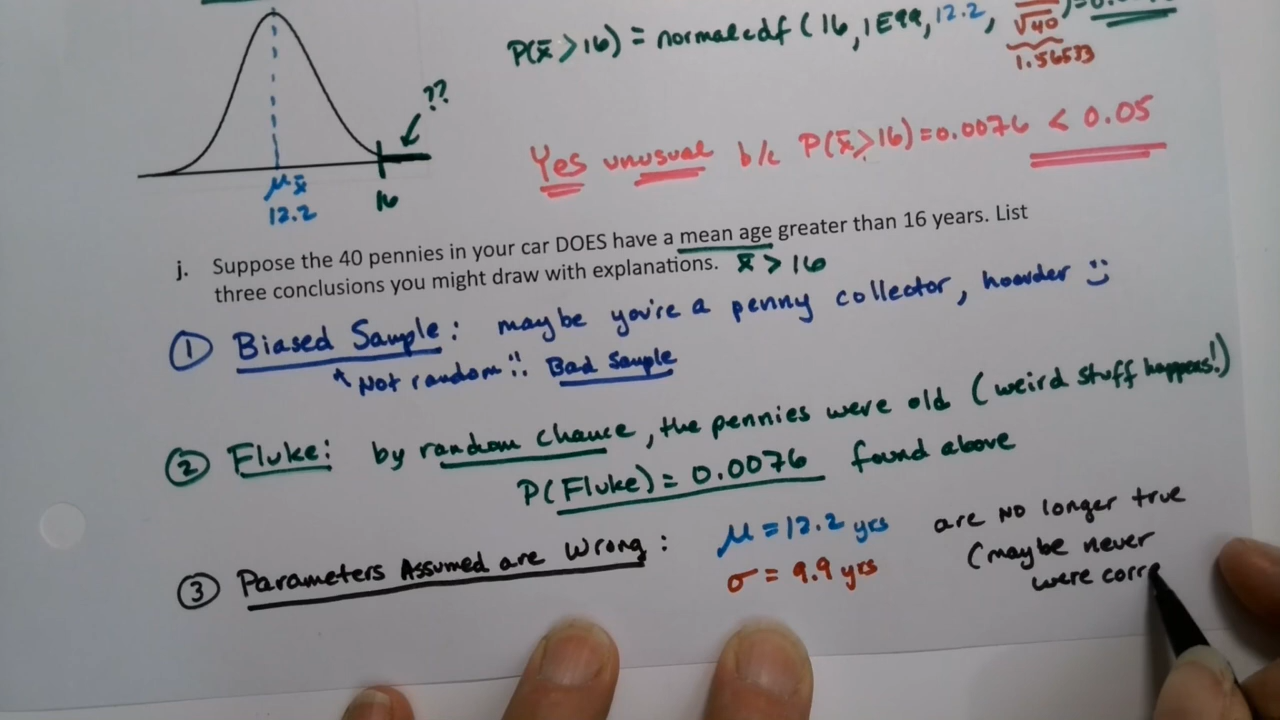 P(x̄ > 16) = normalcdf (16, 1E99, 12.2, √40) =
1.56533
??
Yes unusual b/c P(x̄ > 16) = 0.0076 < 0.05
μx̄
12.2
16
j. Suppose the 40 pennies in your car DOES have a mean age greater than 16 years. List
three conclusions you might draw with explanations. x̄ > 16
① Biased Sample: maybe you're a penny collector, hoarder
Not random!! Bad Sample
② Fluke: by random chance, the pennies were old (weird stuff happens!)
P(Fluke) = 0.0076 found above
③ Parameters Assumed are Wrong: μ = 12.2 yrs are no longer true
σ = 9.9 yrs (maybe never
were corre